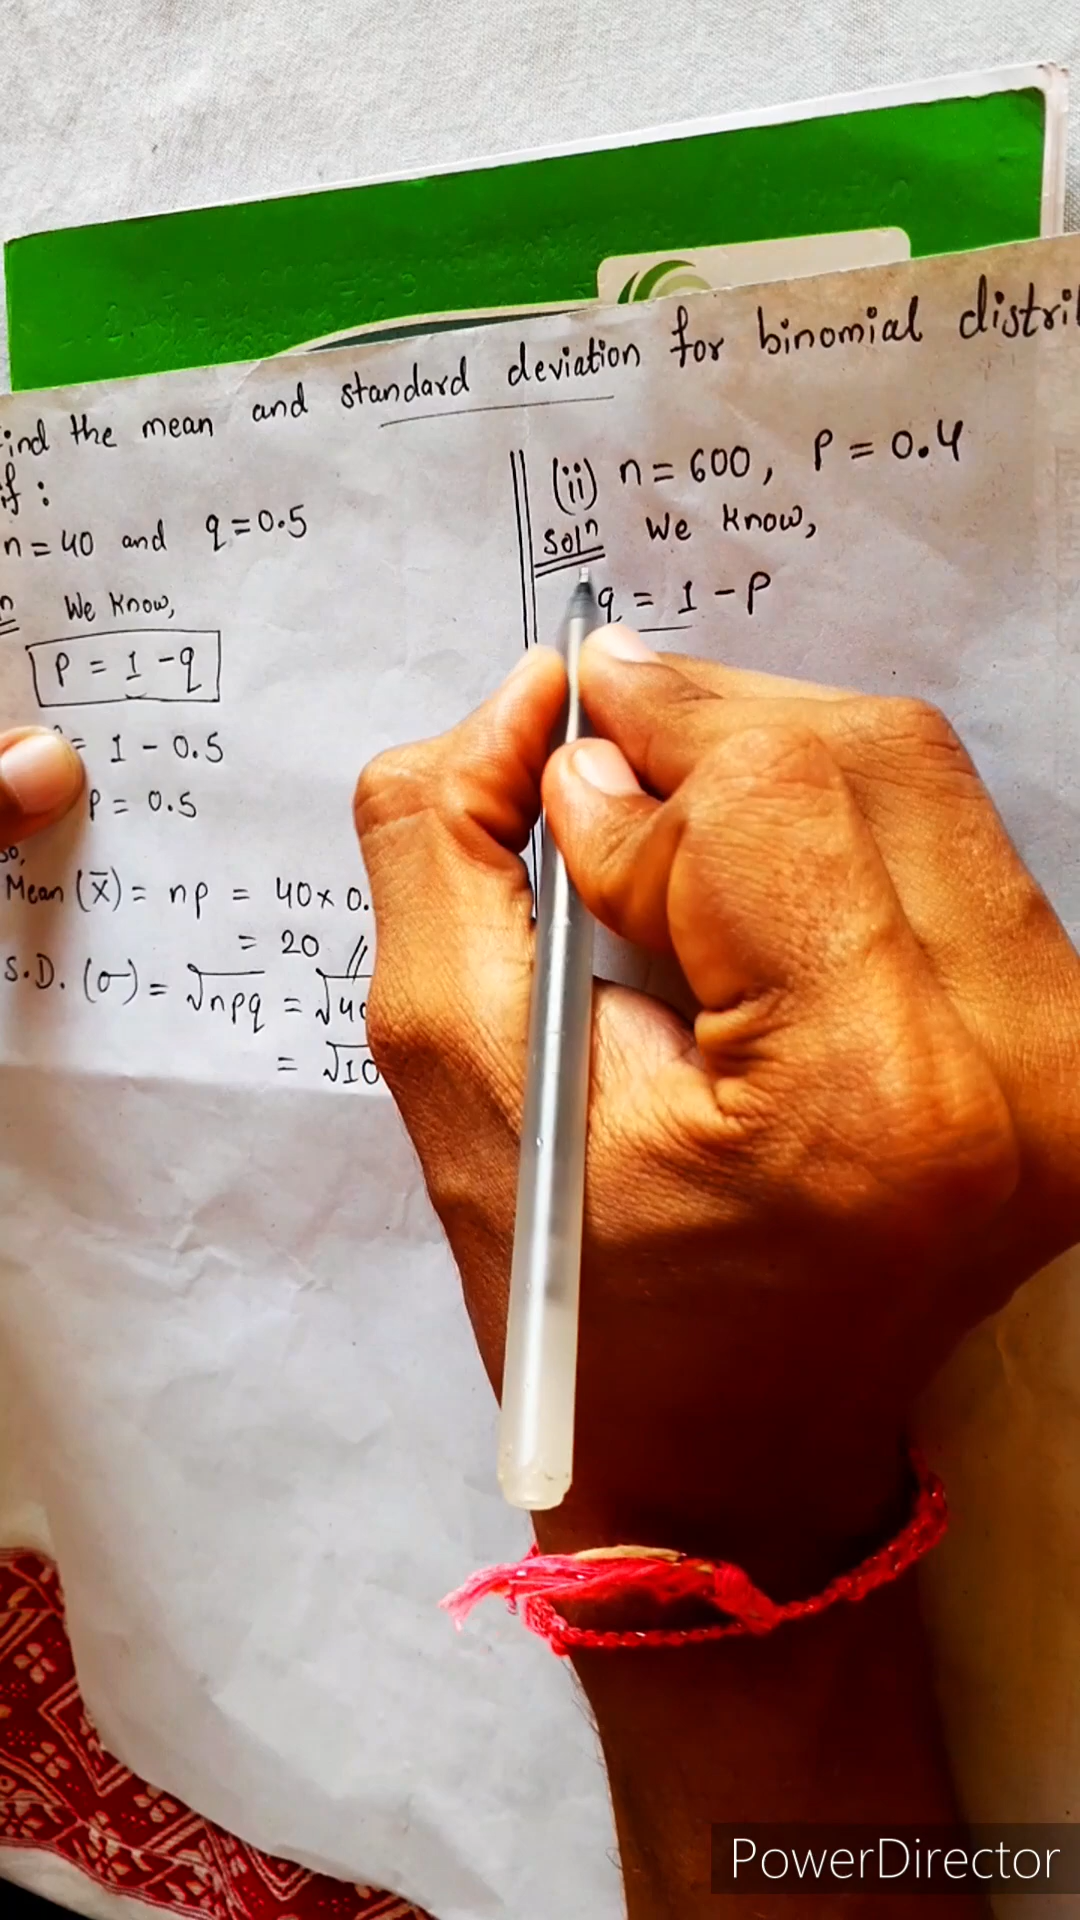 ind the mean and standard deviation for binomial distri
if :
n = 40 and q = 0.5
We Know,
P = 1 - q
= 1 - 0.5
P = 0.5
so,
Mean (x̄) = np = 40 × 0.
= 20 //
S.D. (σ) = √npq = √40
= √10
(ii) n = 600, P = 0.4
Solⁿ We Know,
q = 1 - P
PowerDirector